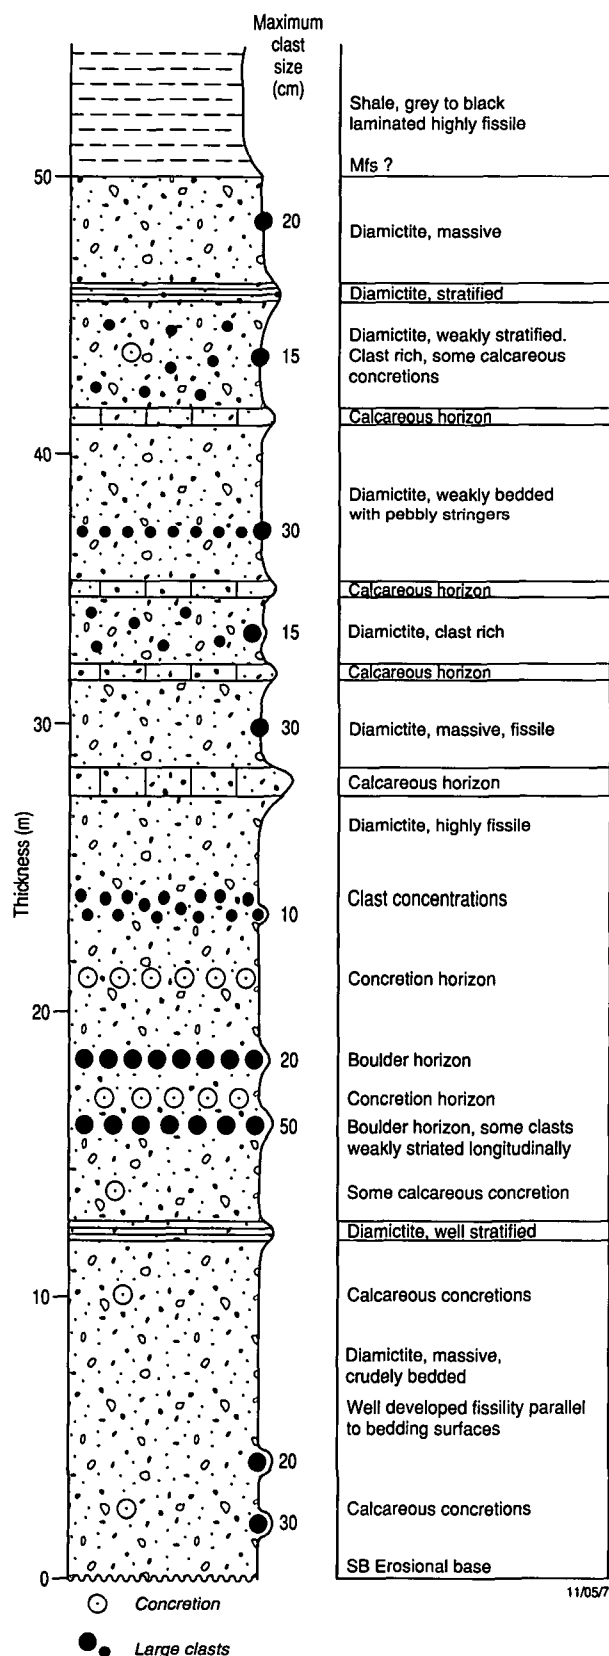 Maximum
clast
size
(cm)
Shale, grey to black
laminated highly fissile
Mfs ?
50
20
Diamictite, massive
Diamictite, stratified
Diamictite, weakly stratified.
Clast rich, some calcareous
concretions
15
Calcareous horizon
40
Diamictite, weakly bedded
with pebbly stringers
30
Calcareous horizon
15
Diamictite, clast rich
Calcareous horizon
30
30
Diamictite, massive, fissile
Calcareous horizon
Diamictite, highly fissile
Thickness (m)
10
Clast concentrations
Concretion horizon
20
20
Boulder horizon
Concretion horizon
50
Boulder horizon, some clasts
weakly striated longitudinally
Some calcareous concretion
Diamictite, well stratified
10
Calcareous concretions
Diamictite, massive,
crudely bedded
Well developed fissility parallel
to bedding surfaces
20
Calcareous concretions
30
SB Erosional base
0
11/05/7
Concretion
Large clasts